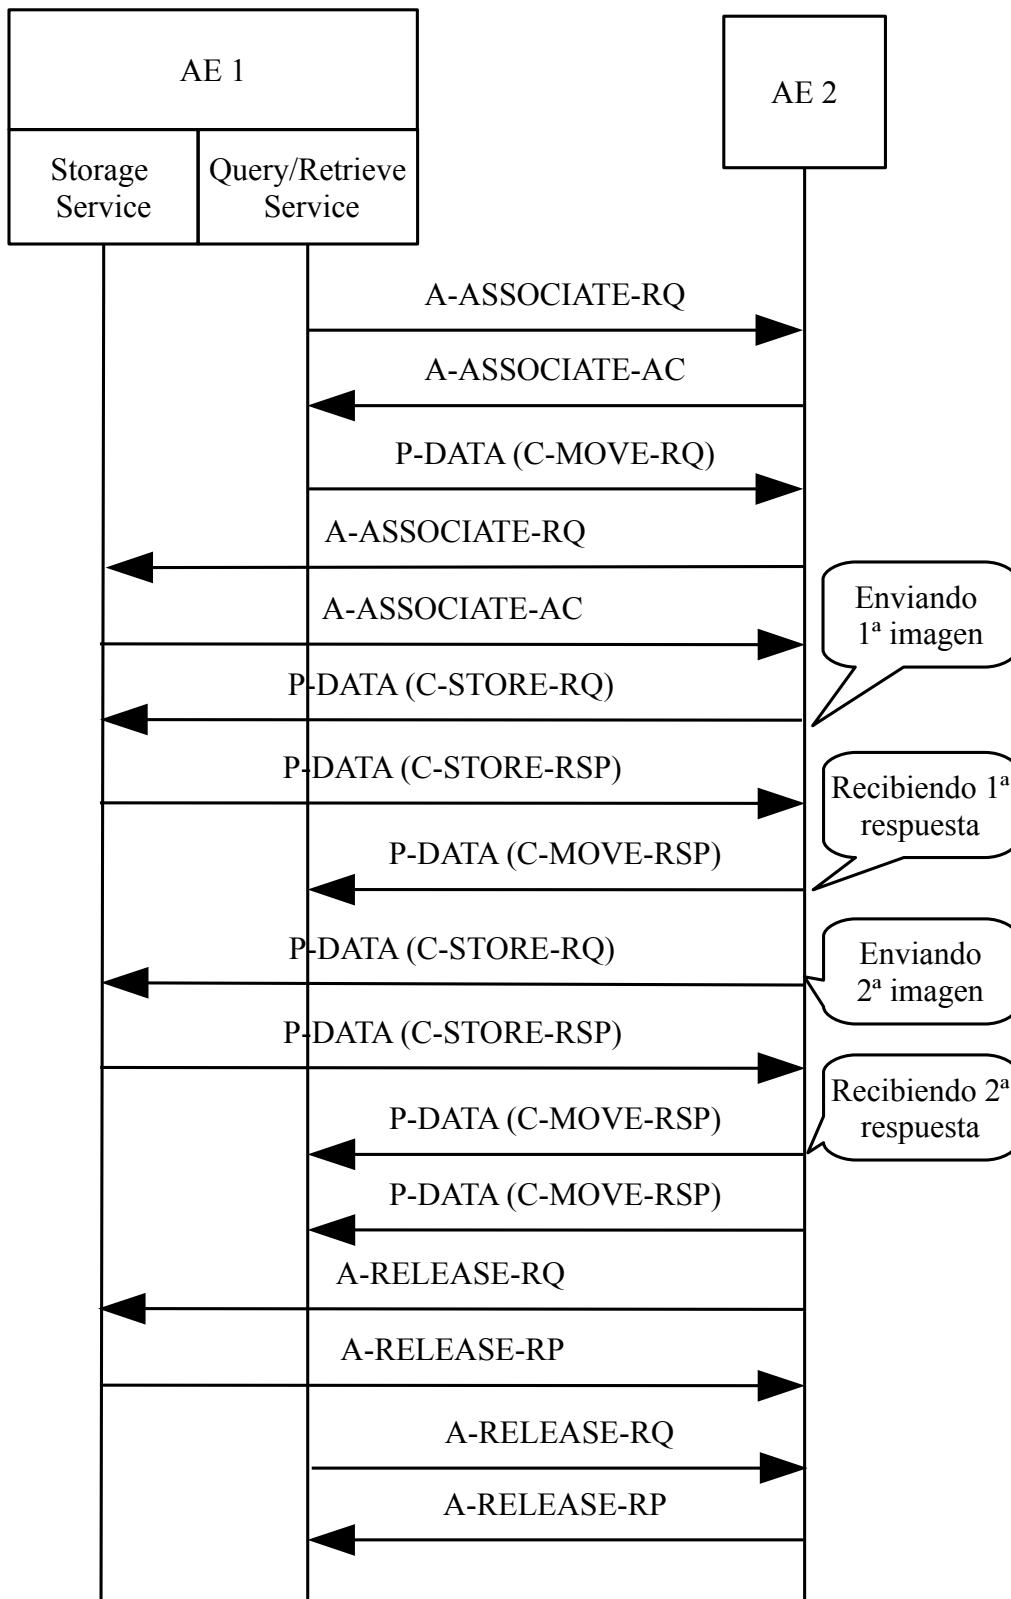 AE 1
AE 2
Storage
Service
Query/Retrieve
Service
A-ASSOCIATE-RQ
A-ASSOCIATE-AC
P-DATA (C-MOVE-RQ)
A-ASSOCIATE-RQ
Enviando
1ª imagen
A-ASSOCIATE-AC
P-DATA (C-STORE-RQ)
P-DATA (C-STORE-RSP)
Recibiendo 1ª
respuesta
P-DATA (C-MOVE-RSP)
P-DATA (C-STORE-RQ)
Enviando
2ª imagen
P-DATA (C-STORE-RSP)
Recibiendo 2ª
respuesta
P-DATA (C-MOVE-RSP)
P-DATA (C-MOVE-RSP)
A-RELEASE-RQ
A-RELEASE-RP
A-RELEASE-RQ
A-RELEASE-RP